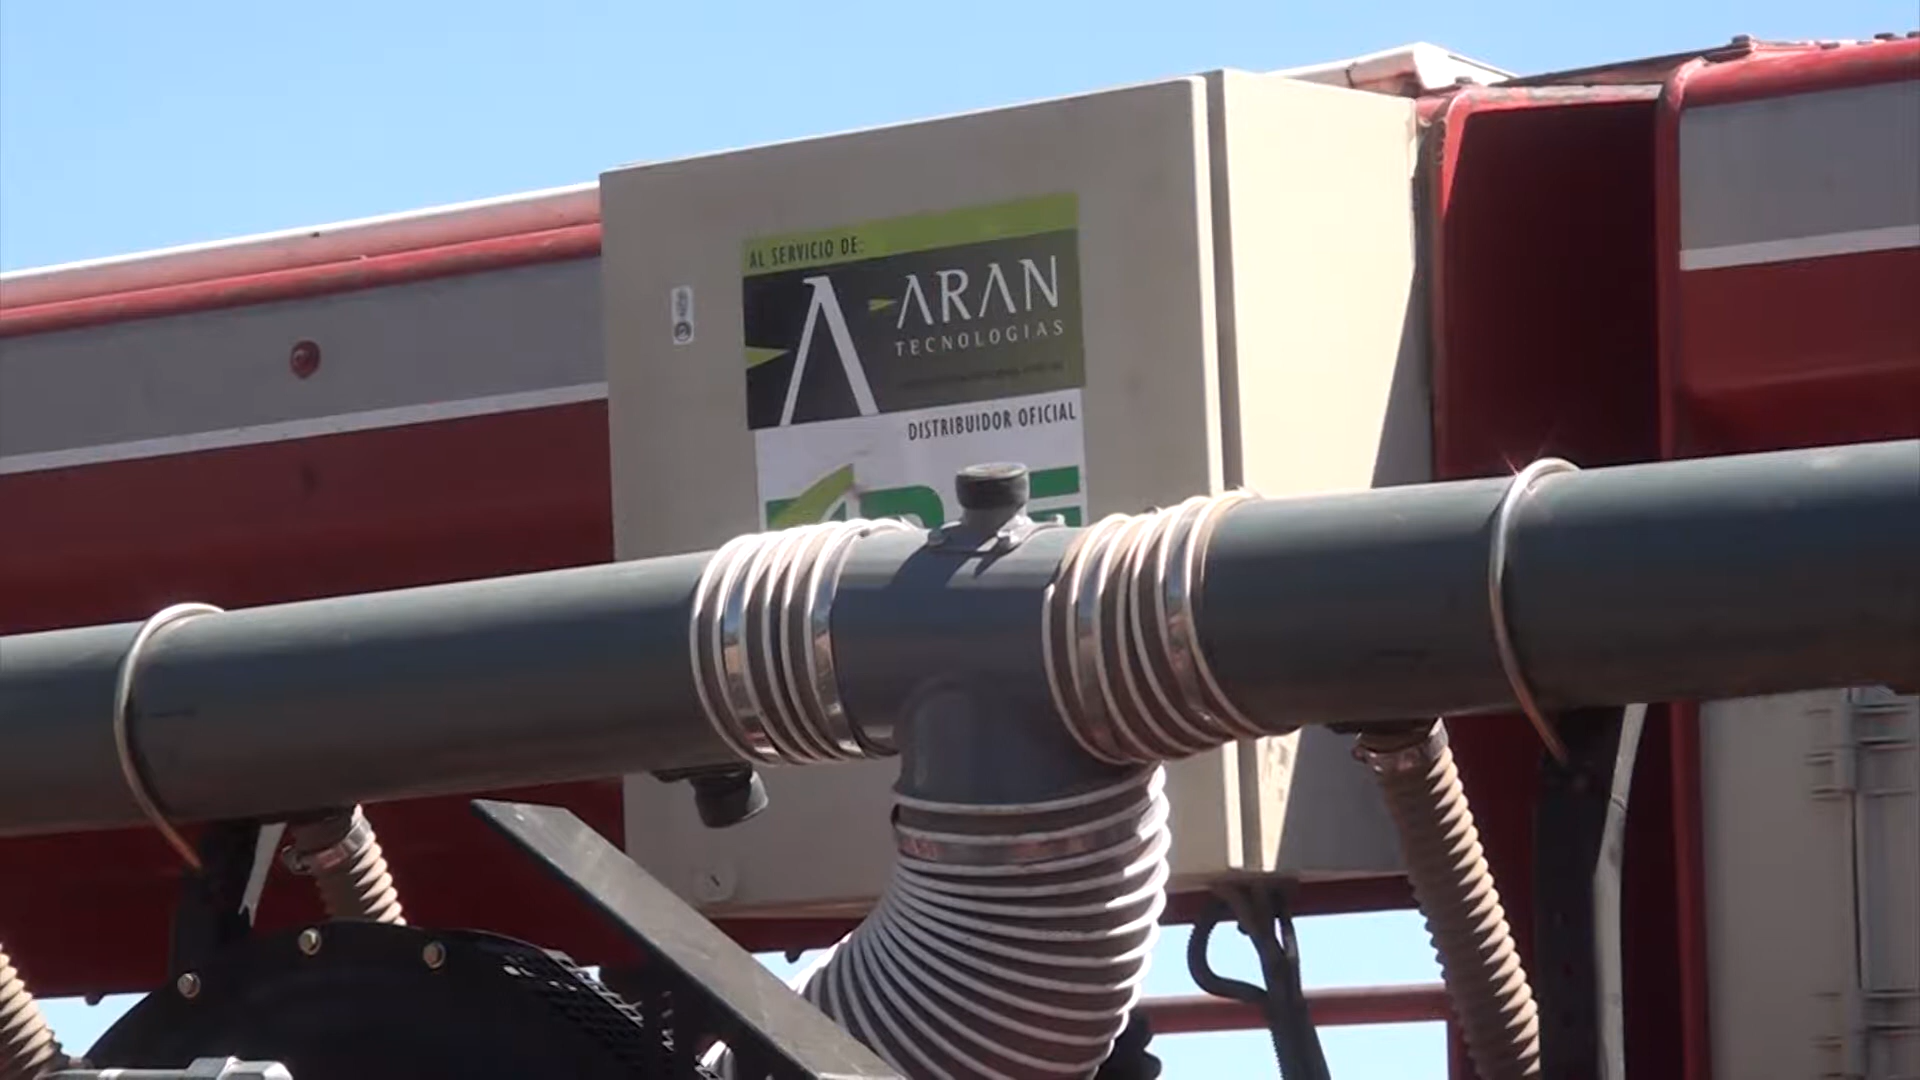 AL SERVICIO DE:
ARAN
TECNOLOGIAS
DISTRIBUIDOR OFICIAL